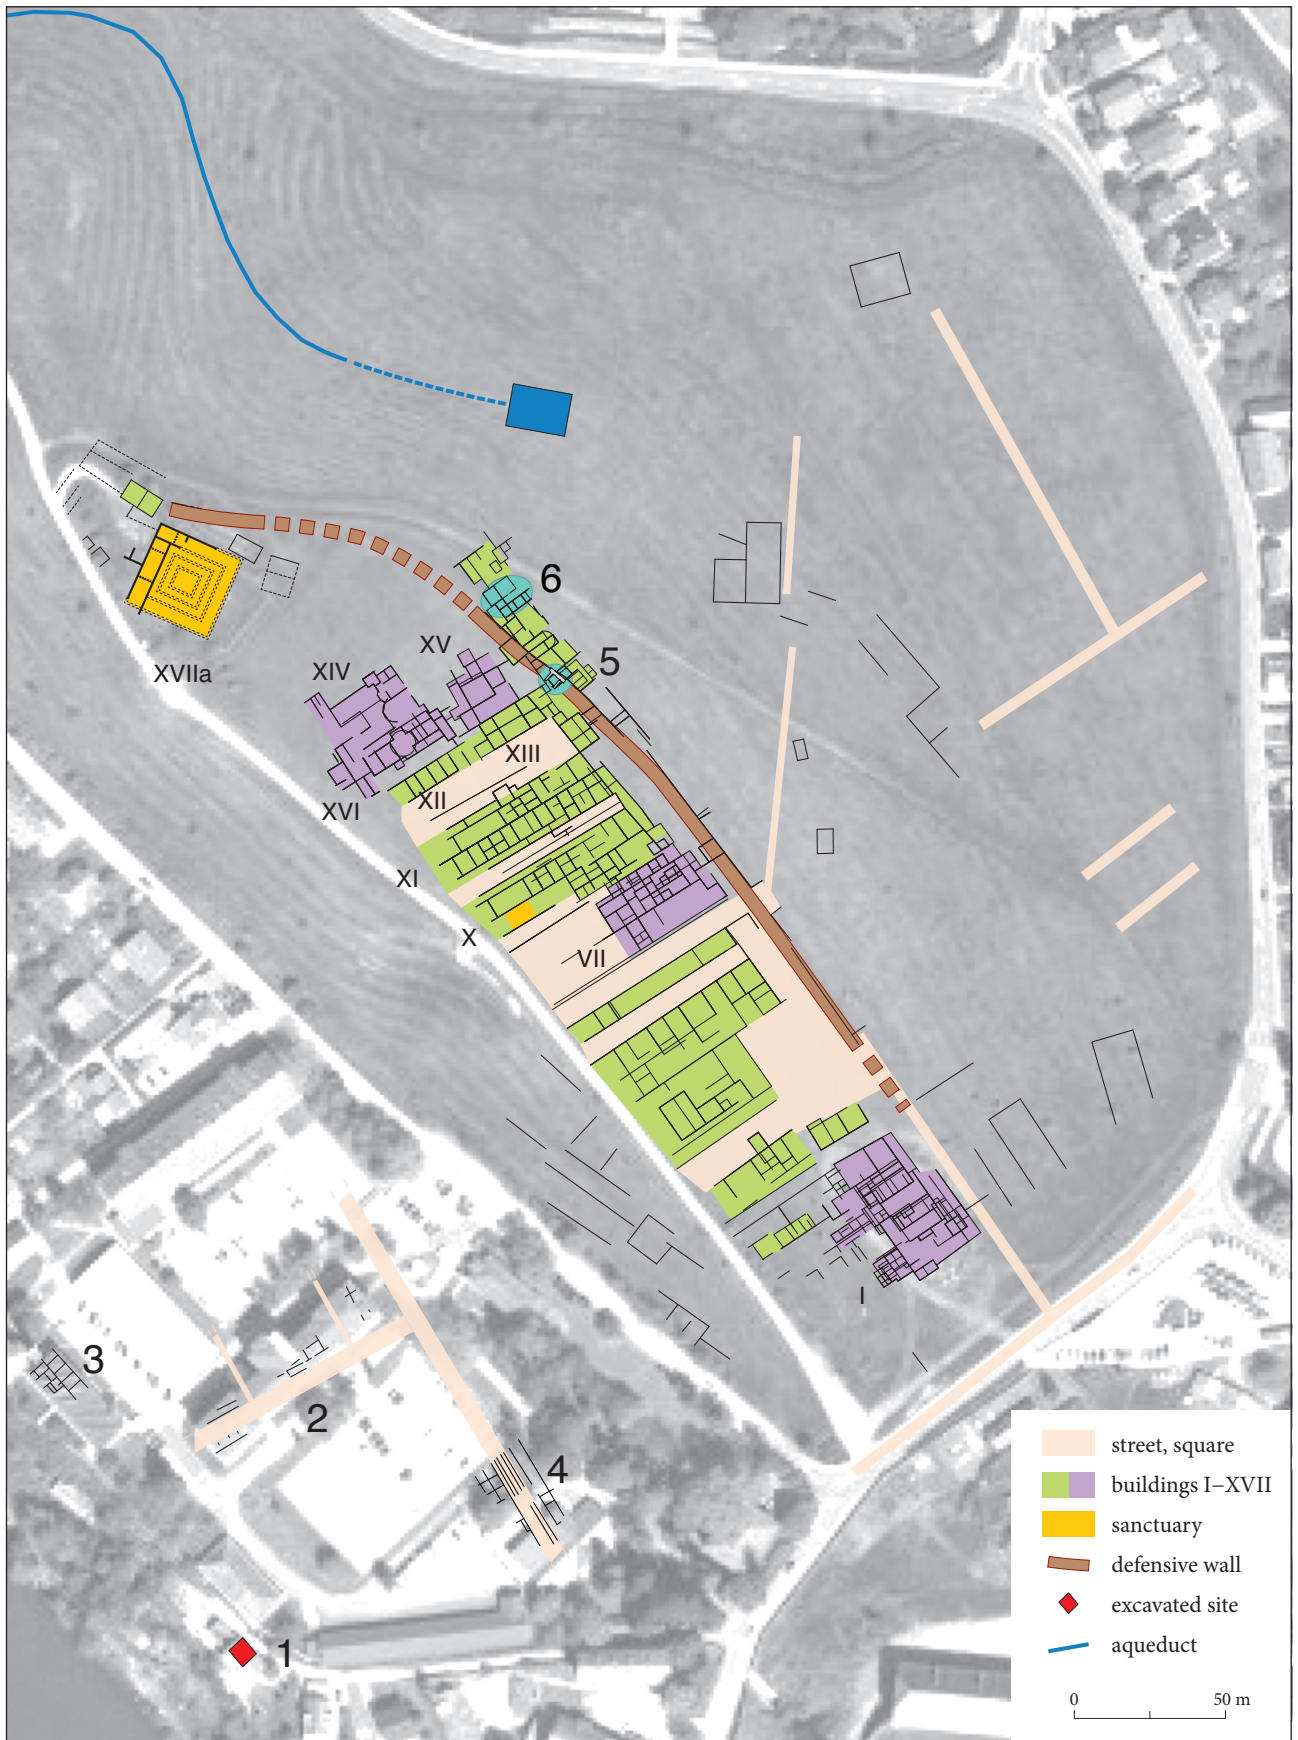 6
5
XV
XIV
XVIIa
XIII
XII
XVI
XI
X
VII
I
3
2
4
1
street, square
buildings I–XVII
sanctuary
defensive wall
excavated site
aqueduct
0 50 m